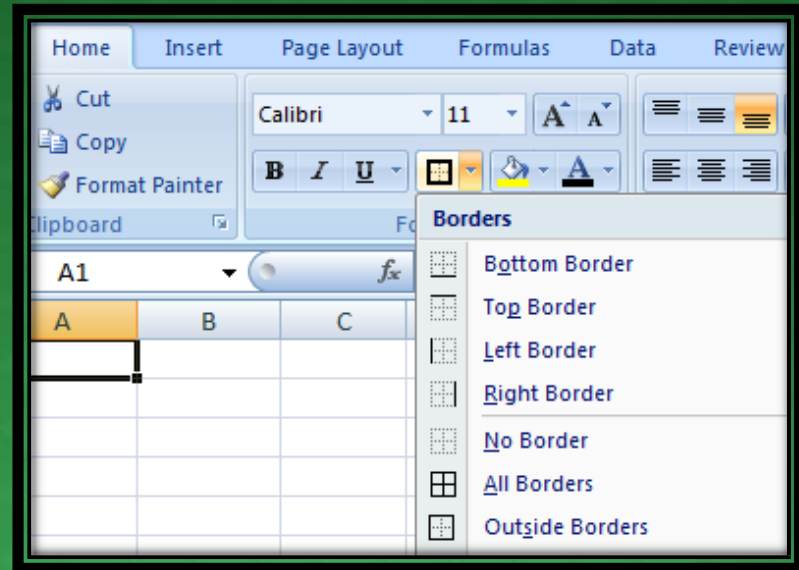 Home Insert Page Layout Formulas Data Review
Cut
Copy
Format Painter
Calibri 11 A A
B I U A
Clipboard
Borders
A1 fx
A B C
Bottom Border
Top Border
Left Border
Right Border
No Border
All Borders
Outside Borders